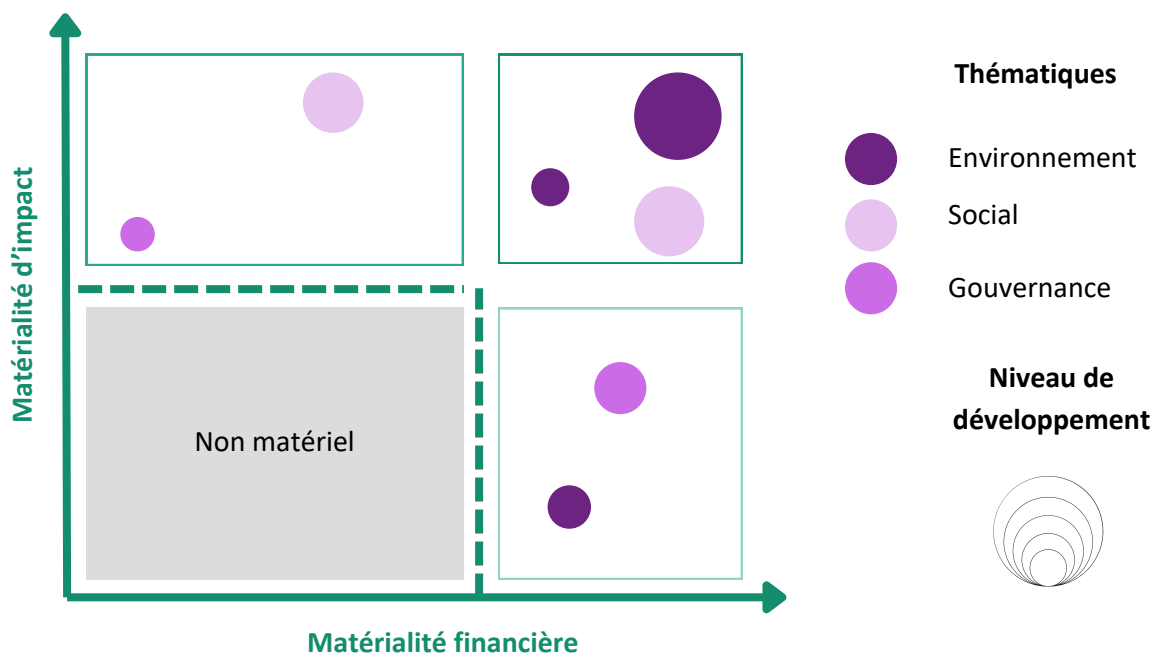 Matérialité d’impact
Non matériel
Matérialité financière
Thématiques
Environnement
Social
Gouvernance
Niveau de
développement